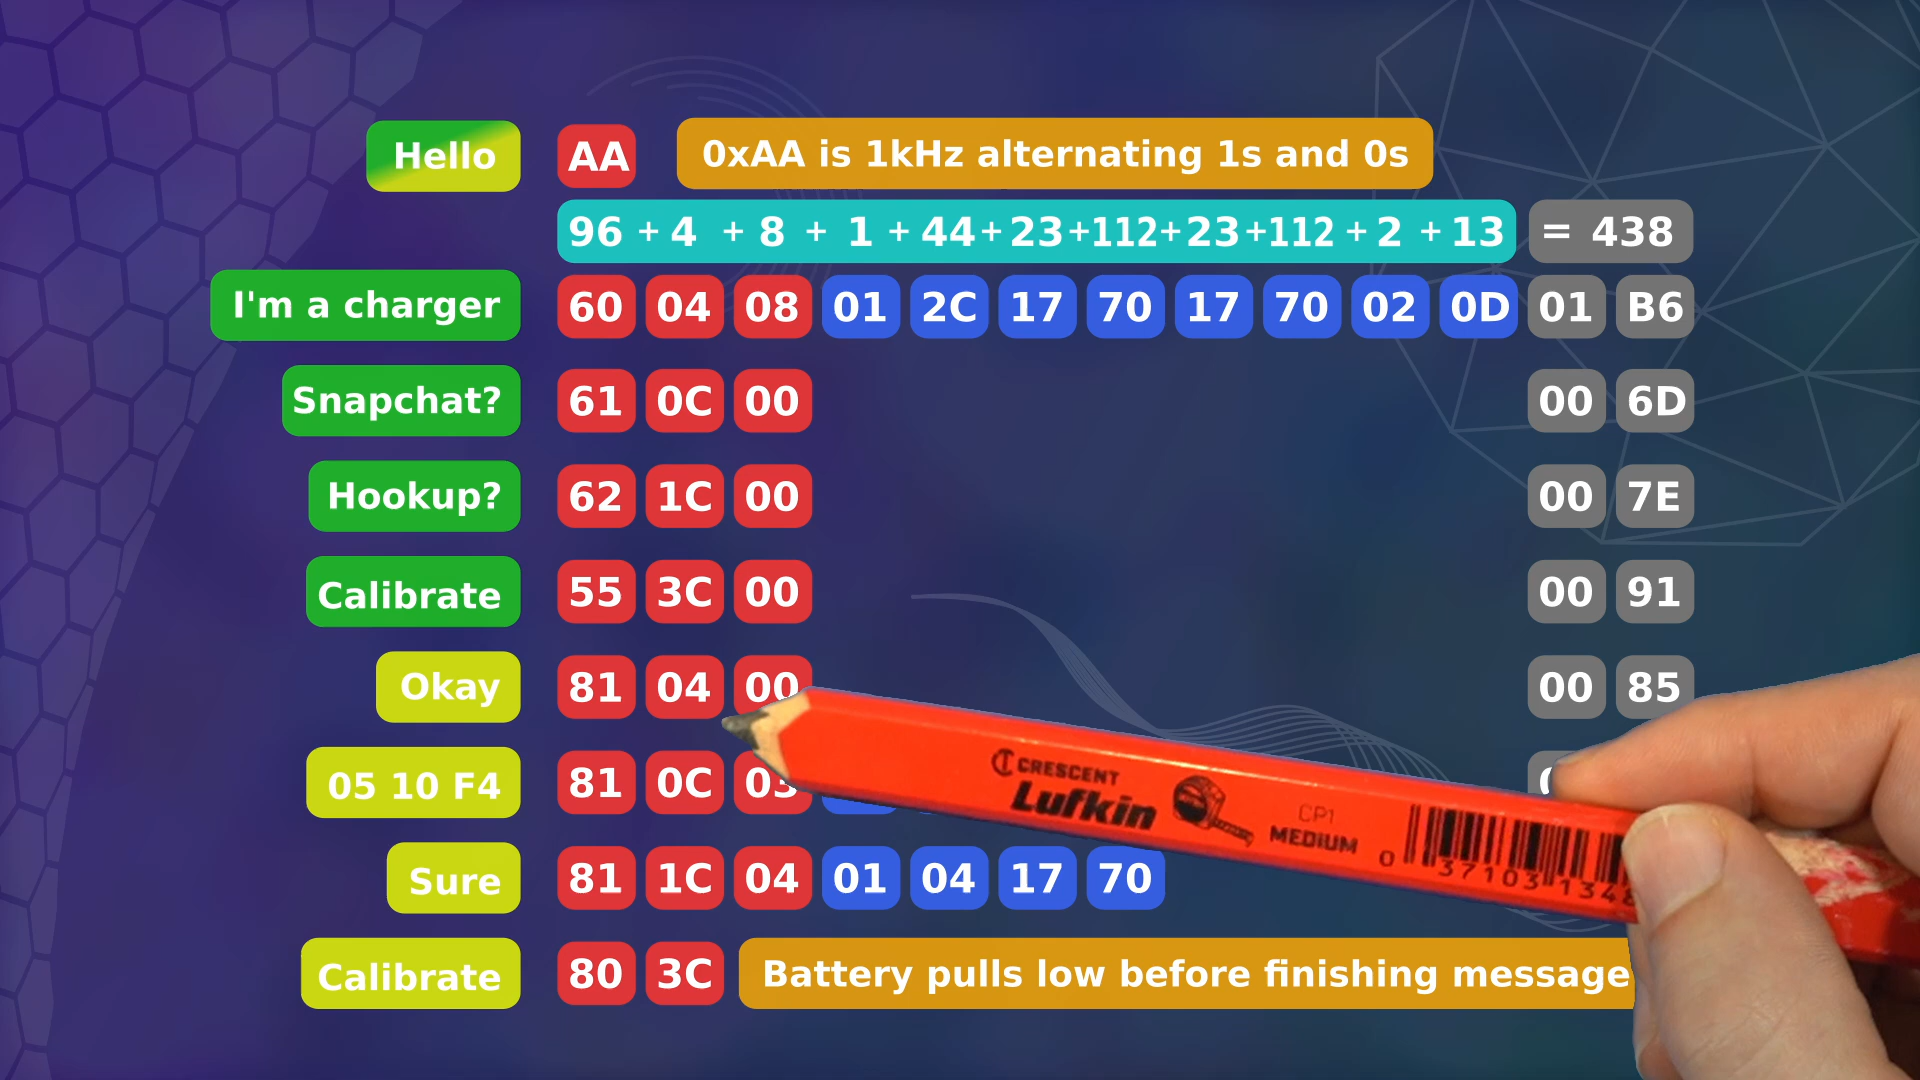 Hello AA 0xAA is 1kHz alternating 1s and 0s
96 + 4 + 8 + 1 + 44 + 23 + 112 + 23 + 112 + 2 + 13 = 438
I'm a charger 60 04 08 01 2C 17 70 17 70 02 0D 01 B6
Snapchat? 61 0C 00 00 6D
Hookup? 62 1C 00 00 7E
Calibrate 55 3C 00 00 91
Okay 81 04 00 00 85
05 10 F4 81 0C 03
Sure 81 1C 04 01 04 17 70
Calibrate 80 3C Battery pulls low before finishing message
CRESCENT
Lufkin
CP1
MEDIUM
0 37103 134